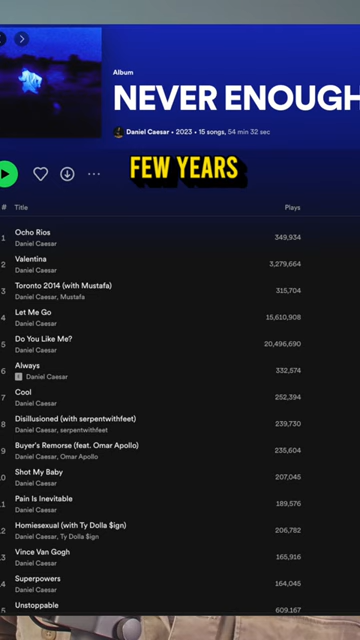 Album
NEVER ENOUGH
Daniel Caesar • 2023 • 15 songs, 54 min 32 sec
FEW YEARS
# Title Plays
1 Ocho Rios 349,934
Daniel Caesar
2 Valentina 3,279,664
Daniel Caesar
3 Toronto 2014 (with Mustafa) 315,704
Daniel Caesar, Mustafa
4 Let Me Go 15,610,908
Daniel Caesar
5 Do You Like Me? 20,496,690
Daniel Caesar
6 Always 332,574
E Daniel Caesar
7 Cool 252,394
Daniel Caesar
8 Disillusioned (with serpentwithfeet) 239,730
Daniel Caesar, serpentwithfeet
9 Buyer's Remorse (feat. Omar Apollo) 235,604
Daniel Caesar, Omar Apollo
10 Shot My Baby 207,045
Daniel Caesar
11 Pain Is Inevitable 189,576
Daniel Caesar
12 Homiesexual (with Ty Dolla $ign) 206,782
Daniel Caesar, Ty Dolla $ign
13 Vince Van Gogh 165,916
Daniel Caesar
14 Superpowers 164,045
Daniel Caesar
5 Unstoppable 609,167